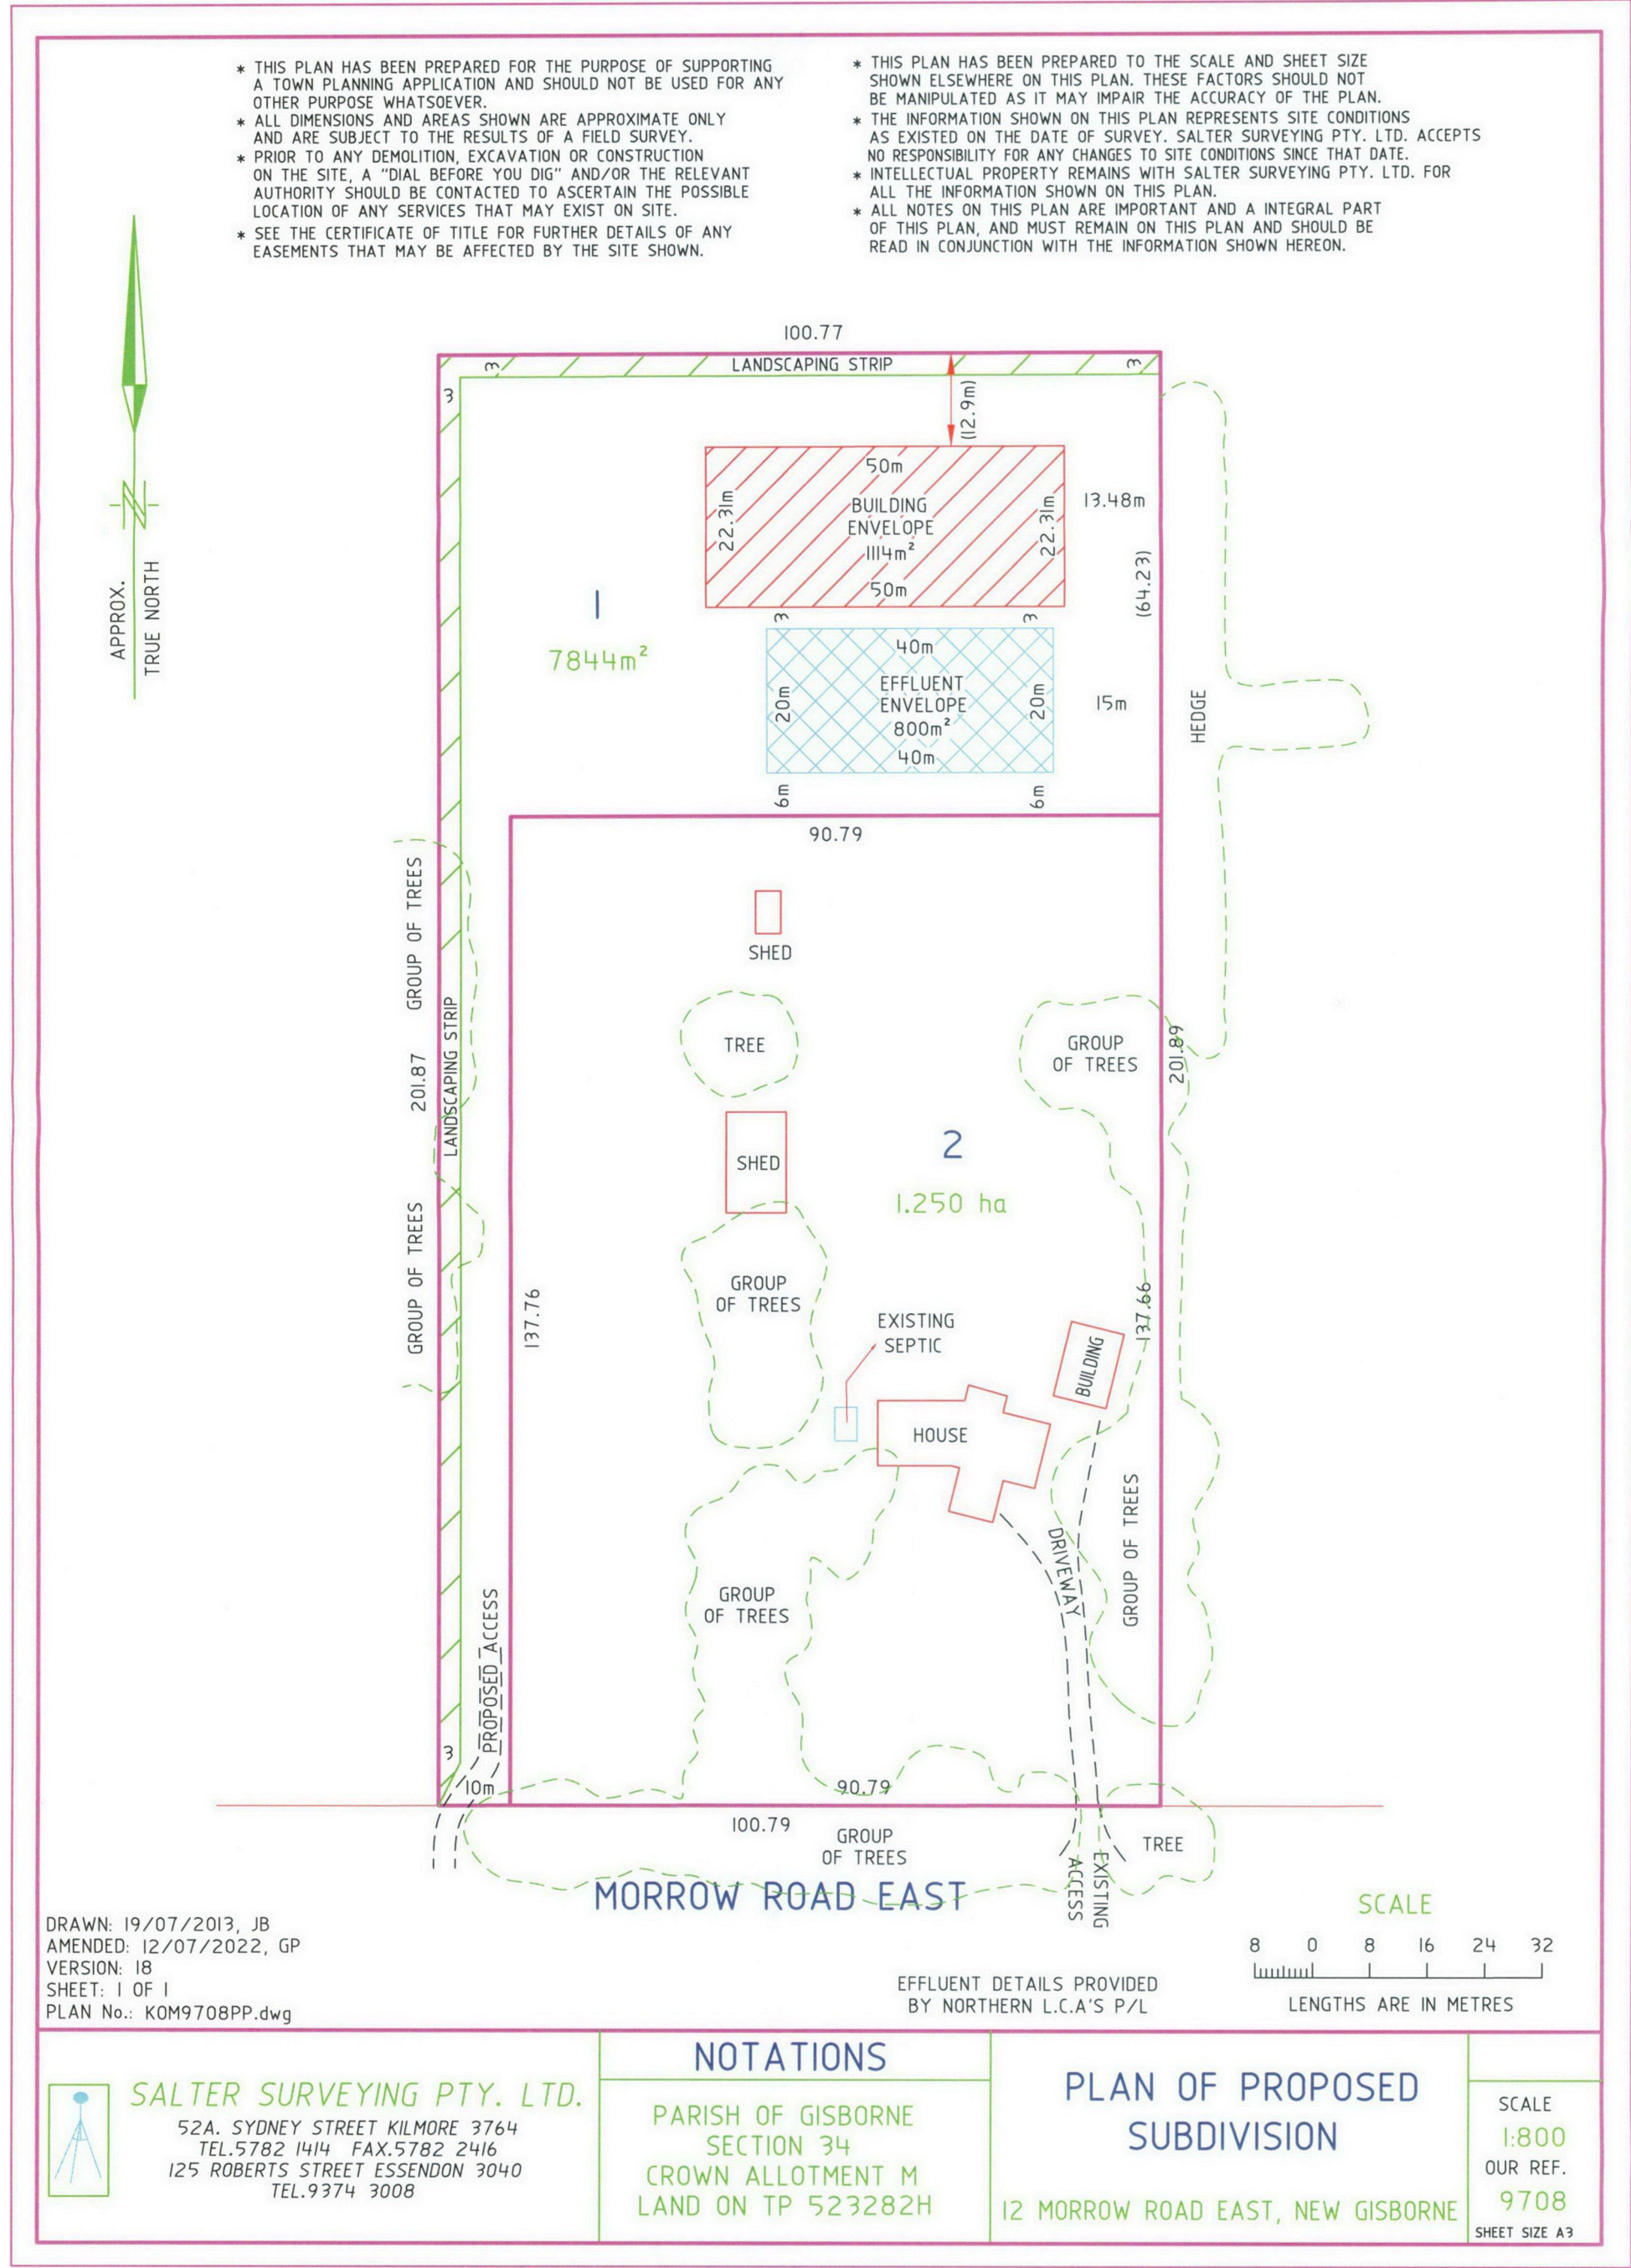 * THIS PLAN HAS BEEN PREPARED FOR THE PURPOSE OF SUPPORTING
A TOWN PLANNING APPLICATION AND SHOULD NOT BE USED FOR ANY
OTHER PURPOSE WHATSOEVER.
* ALL DIMENSIONS AND AREAS SHOWN ARE APPROXIMATE ONLY
AND ARE SUBJECT TO THE RESULTS OF A FIELD SURVEY.
* PRIOR TO ANY DEMOLITION, EXCAVATION OR CONSTRUCTION
ON THE SITE, A "DIAL BEFORE YOU DIG" AND/OR THE RELEVANT
AUTHORITY SHOULD BE CONTACTED TO ASCERTAIN THE POSSIBLE
LOCATION OF ANY SERVICES THAT MAY EXIST ON SITE.
* SEE THE CERTIFICATE OF TITLE FOR FURTHER DETAILS OF ANY
EASEMENTS THAT MAY BE AFFECTED BY THE SITE SHOWN.
* THIS PLAN HAS BEEN PREPARED TO THE SCALE AND SHEET SIZE
SHOWN ELSEWHERE ON THIS PLAN. THESE FACTORS SHOULD NOT
BE MANIPULATED AS IT MAY IMPAIR THE ACCURACY OF THE PLAN.
* THE INFORMATION SHOWN ON THIS PLAN REPRESENTS SITE CONDITIONS
AS EXISTED ON THE DATE OF SURVEY. SALTER SURVEYING PTY. LTD. ACCEPTS
NO RESPONSIBILITY FOR ANY CHANGES TO SITE CONDITIONS SINCE THAT DATE.
* INTELLECTUAL PROPERTY REMAINS WITH SALTER SURVEYING PTY. LTD. FOR
ALL THE INFORMATION SHOWN ON THIS PLAN.
* ALL NOTES ON THIS PLAN ARE IMPORTANT AND A INTEGRAL PART
OF THIS PLAN, AND MUST REMAIN ON THIS PLAN AND SHOULD BE
READ IN CONJUNCTION WITH THE INFORMATION SHOWN HEREON.
N
APPROX.
TRUE NORTH
100.77
3
LANDSCAPING STRIP
3
3
(12.9m)
50m
22.31m
BUILDING
ENVELOPE
1114m²
22.31m
50m
13.48m
(64.23)
1
7844m²
3
3
40m
20m
EFFLUENT
ENVELOPE
800m²
20m
40m
15m
HEDGE
6m
6m
90.79
GROUP OF TREES
SHED
201.87
LANDSCAPING STRIP
TREE
GROUP
OF TREES
201.89
SHED
2
1.250 ha
GROUP OF TREES
137.76
GROUP
OF TREES
137.66
EXISTING
SEPTIC
BUILDING
HOUSE
GROUP OF TREES
DRIVEWAY
GROUP
OF TREES
PROPOSED ACCESS
3
10m
90.79
100.79
GROUP
OF TREES
TREE
EXISTING
ACCESS
MORROW ROAD EAST
SCALE
8 0 8 16 24 32
LENGTHS ARE IN METRES
DRAWN: 19/07/2013, JB
AMENDED: 12/07/2022, GP
VERSION: 18
SHEET: 1 OF 1
PLAN No.: KOM9708PP.dwg
EFFLUENT DETAILS PROVIDED
BY NORTHERN L.C.A'S P/L
SALTER SURVEYING PTY. LTD.
52A. SYDNEY STREET KILMORE 3764
TEL.5782 1414 FAX.5782 2416
125 ROBERTS STREET ESSENDON 3040
TEL.9374 3008
NOTATIONS
PARISH OF GISBORNE
SECTION 34
CROWN ALLOTMENT M
LAND ON TP 523282H
PLAN OF PROPOSED
SUBDIVISION
12 MORROW ROAD EAST, NEW GISBORNE
SCALE
1:800
OUR REF.
9708
SHEET SIZE A3